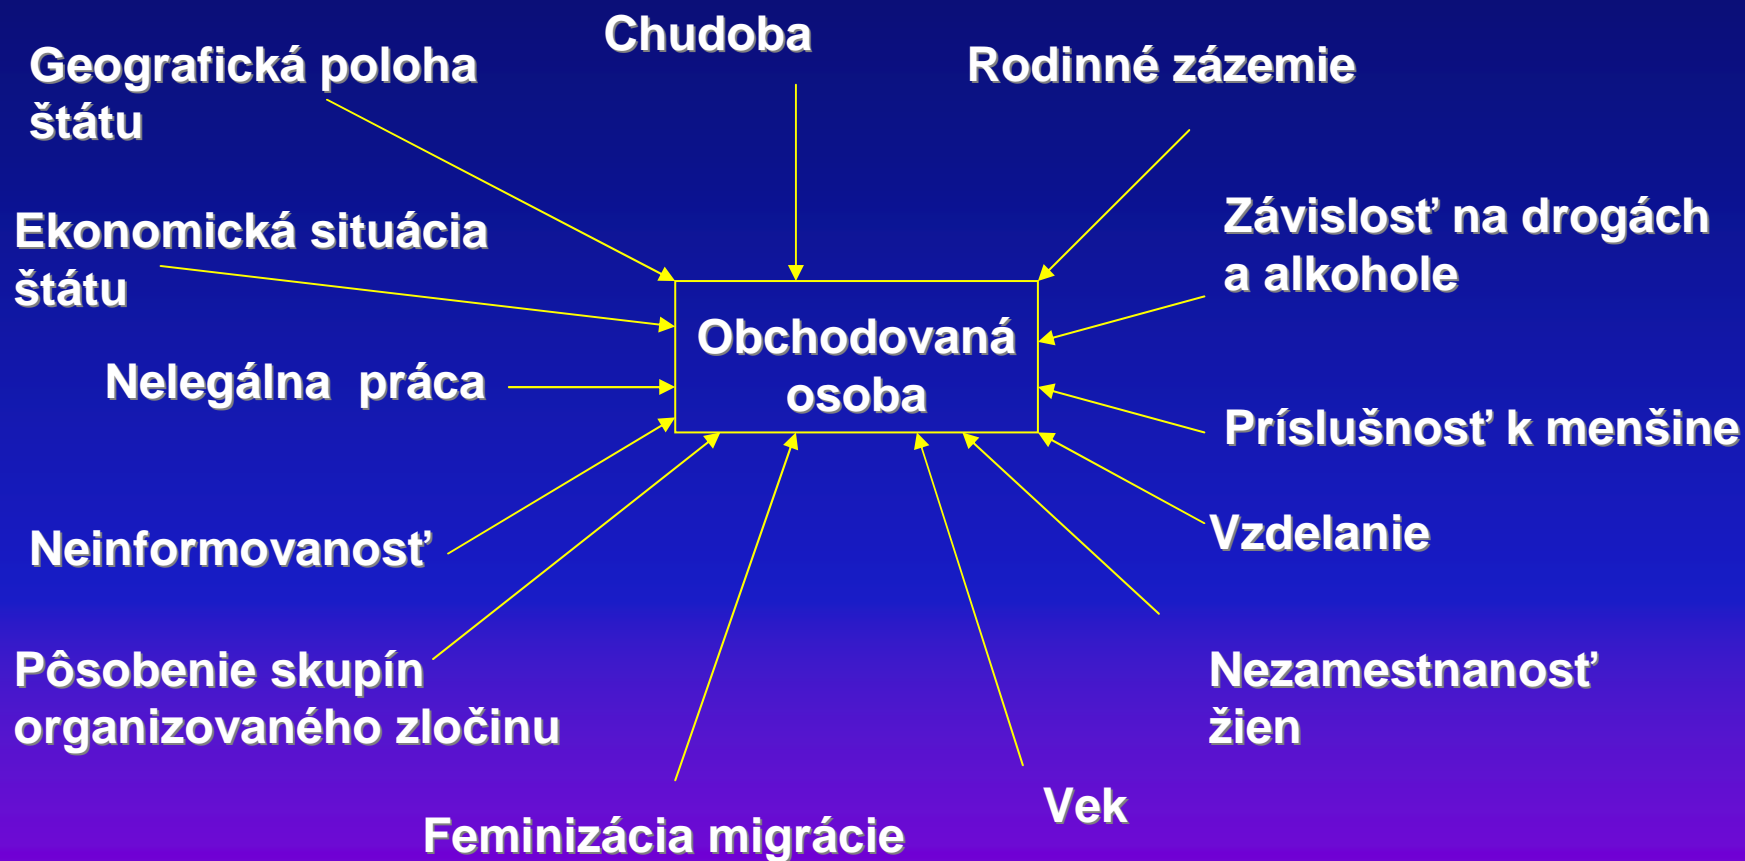 Chudoba
Geografická poloha
štátu
Rodinné zázemie
Ekonomická situácia
štátu
Závislosť na drogách
a alkohole
Obchodovaná
osoba
Nelegálna  práca
Príslušnosť k menšine
Neinformovanosť
Vzdelanie
Pôsobenie skupín
organizovaného zločinu
Nezamestnanosť
žien
Vek
Feminizácia migrácie